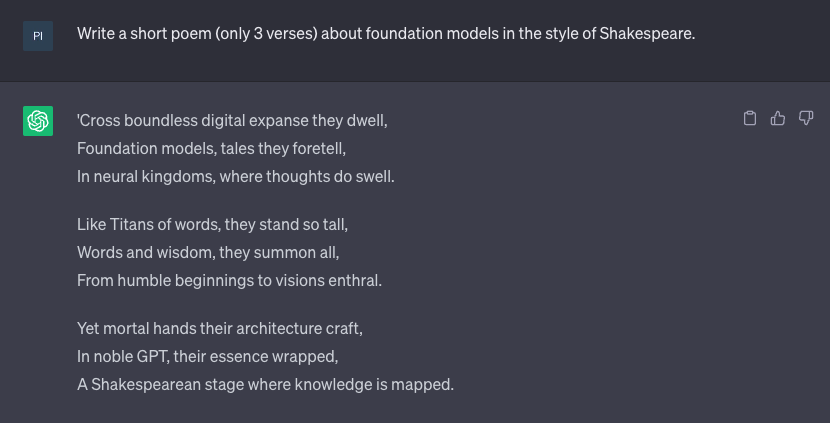 PI
Write a short poem (only 3 verses) about foundation models in the style of Shakespeare.
'Cross boundless digital expanse they dwell,
Foundation models, tales they foretell,
In neural kingdoms, where thoughts do swell.
Like Titans of words, they stand so tall,
Words and wisdom, they summon all,
From humble beginnings to visions enthral.
Yet mortal hands their architecture craft,
In noble GPT, their essence wrapped,
A Shakespearean stage where knowledge is mapped.